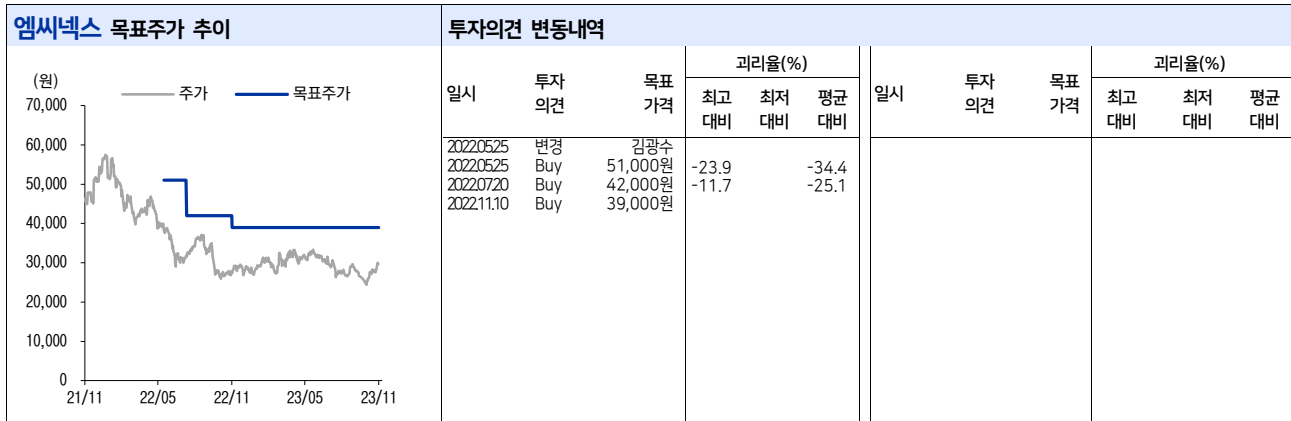 엠씨넥스 목표주가 추이
(원)
주가
목표주가
70,000
60,000
50,000
40,000
30,000
20,000
10,000
0
21/11 22/05 22/11 23/05 23/11
투자의견 변동내역
일시 투자의견 목표가격 괴리율(%) 최고대비 최저대비 평균대비
2022.05.25 변경 김광수
2022.05.25 Buy 51,000원 -23.9 -34.4
2022.07.20 Buy 42,000원 -11.7 -25.1
2022.11.10 Buy 39,000원
일시 투자의견 목표가격 괴리율(%) 최고대비 최저대비 평균대비